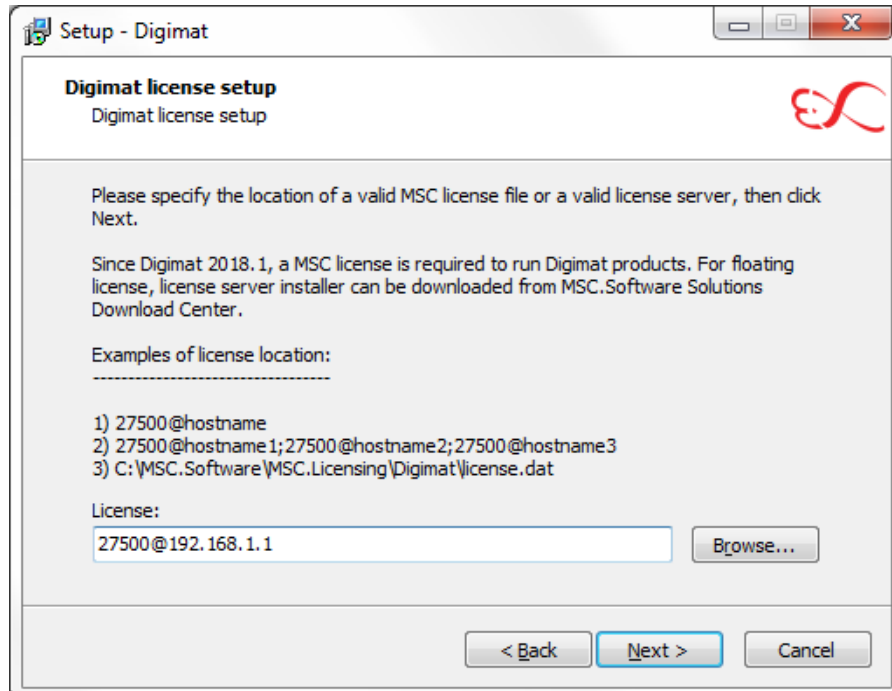 Setup - Digimat
Digimat license setup
Digimat license setup
Please specify the location of a valid MSC license file or a valid license server, then click
Next.
Since Digimat 2018.1, a MSC license is required to run Digimat products. For floating
license, license server installer can be downloaded from MSC.Software Solutions
Download Center.
Examples of license location:
----------------------------------
1) 27500@hostname
2) 27500@hostname1;27500@hostname2;27500@hostname3
3) C:\MSC.Software\MSC.Licensing\Digimat\license.dat
License:
27500@192.168.1.1
Browse...
< Back Next > Cancel